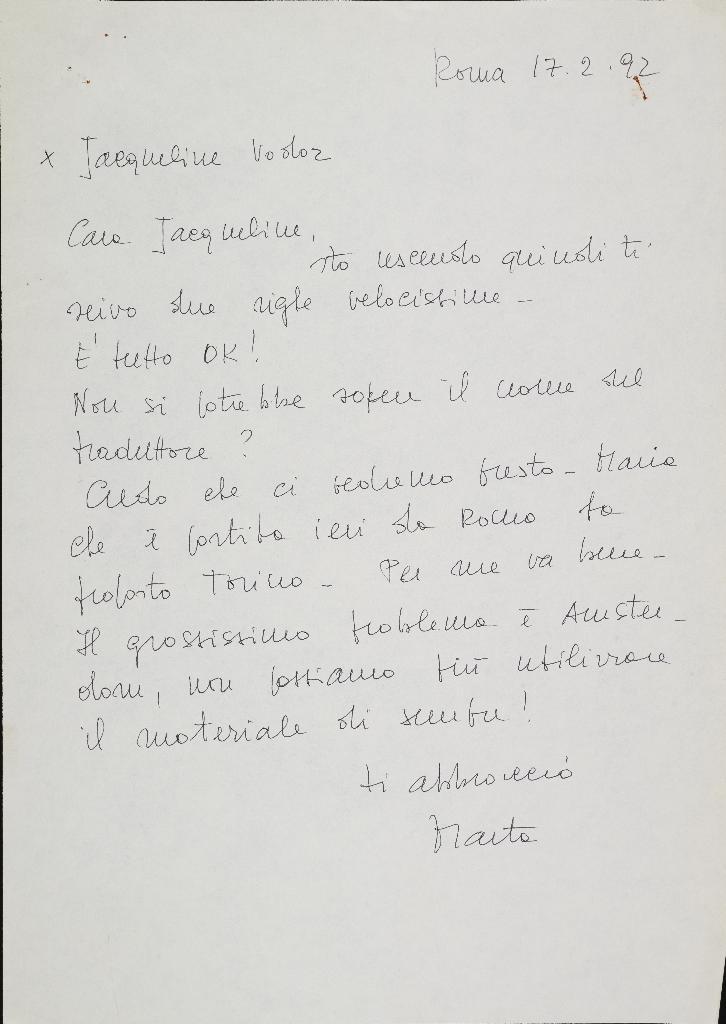 Roma 17.2.92
x Jacqueline Vodoz
Cara Jacqueline,
sto uscendo quindi ti
scrivo due righe velocissime –
E' tutto OK!
Non si potrebbe sapere il nome del
traduttore?
Credo che ci vedremo presto – Maria
che è partita ieri da Roma ha
proposto Torino – Per me va bene –
Il grossissimo problema è Amster-
dam, non possiamo più utilizzare
il materiale di sempre!
ti abbraccio
Marta